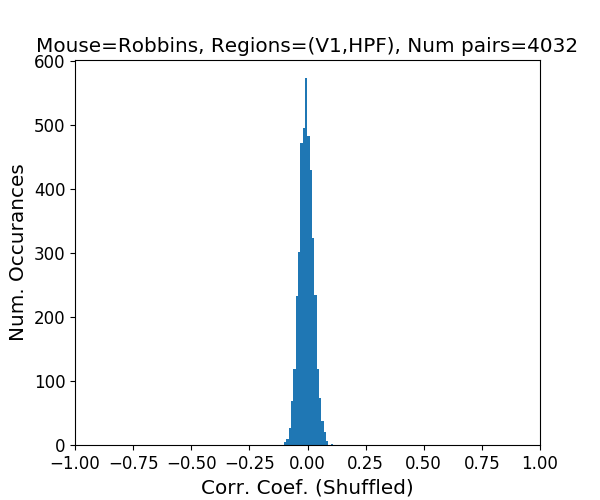 Mouse=Robbins, Regions=(V1,HPF), Num pairs=4032
600
500
400
300
200
100
0
Num. Occurances
−1.00 −0.75 −0.50 −0.25 0.00 0.25 0.50 0.75 1.00
Corr. Coef. (Shuffled)